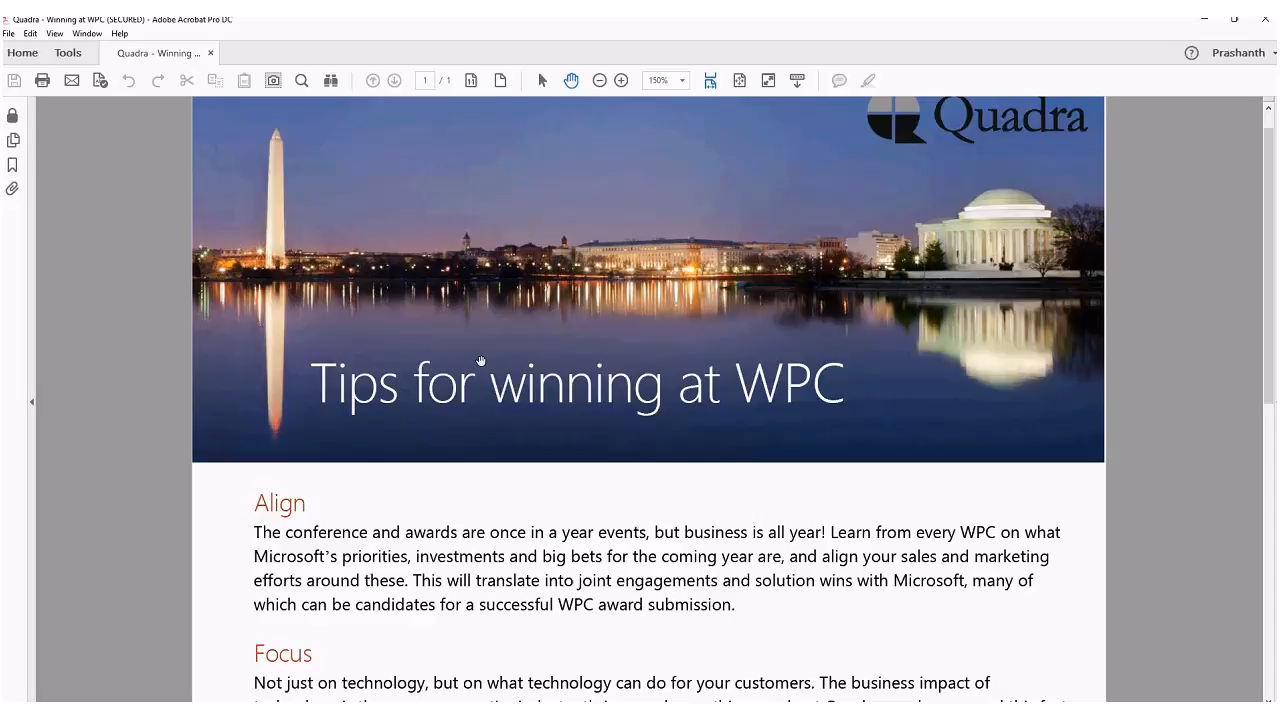 Quadra - Winning at WPC (SECURED) - Adobe Acrobat Pro DC
File Edit View Window Help
Home Tools Quadra - Winning ... × Prashanth
1 / 1 150%
Quadra
Tips for winning at WPC
Align
The conference and awards are once in a year events, but business is all year! Learn from every WPC on what
Microsoft's priorities, investments and big bets for the coming year are, and align your sales and marketing
efforts around these. This will translate into joint engagements and solution wins with Microsoft, many of
which can be candidates for a successful WPC award submission.
Focus
Not just on technology, but on what technology can do for your customers. The business impact of